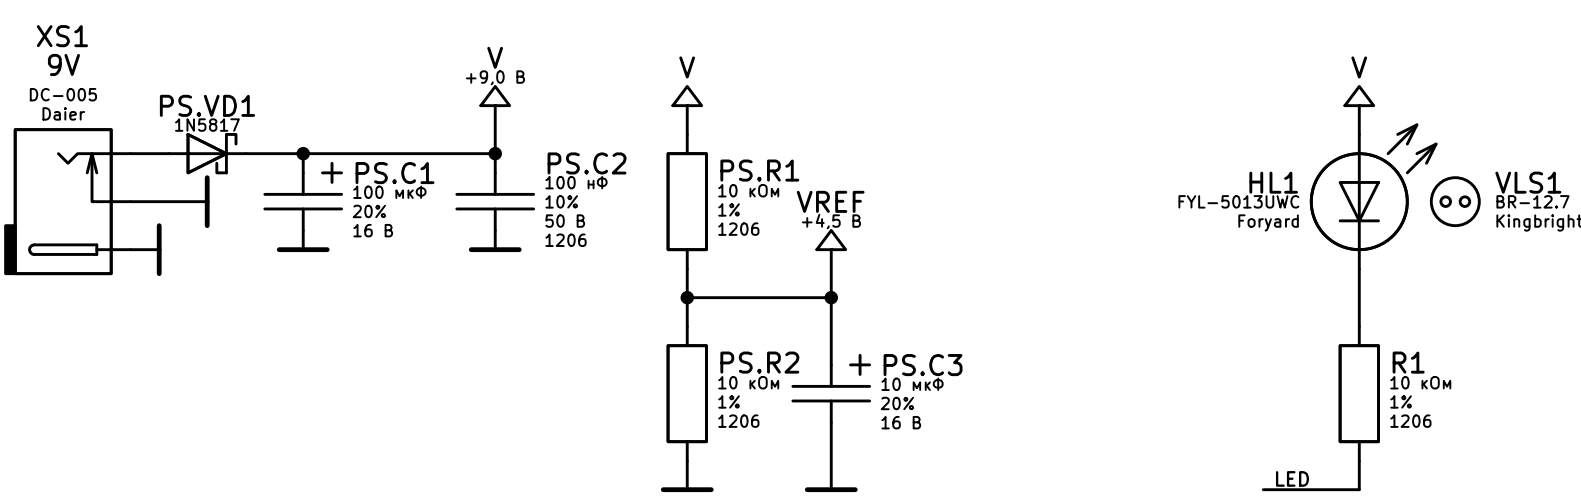 XS1
9V
DC-005
Daier
PS.VD1
1N5817
+ PS.C1
100 мкФ
20%
16 В
V
+9,0 В
PS.C2
100 нФ
10%
50 В
1206
V
PS.R1
10 кОм
1%
1206
VREF
+4,5 В
PS.R2
10 кОм
1%
1206
+ PS.C3
10 мкФ
20%
16 В
V
HL1
FYL-5013UWC
Foryard
VLS1
BR-12.7
Kingbright
R1
10 кОм
1%
1206
LED